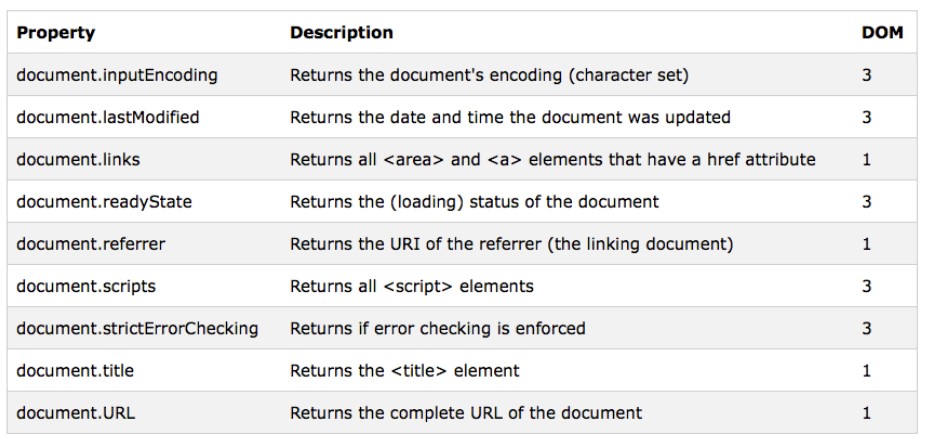 Property Description DOM
document.inputEncoding Returns the document's encoding (character set) 3
document.lastModified Returns the date and time the document was updated 3
document.links Returns all <area> and <a> elements that have a href attribute 1
document.readyState Returns the (loading) status of the document 3
document.referrer Returns the URI of the referrer (the linking document) 1
document.scripts Returns all <script> elements 3
document.strictErrorChecking Returns if error checking is enforced 3
document.title Returns the <title> element 1
document.URL Returns the complete URL of the document 1